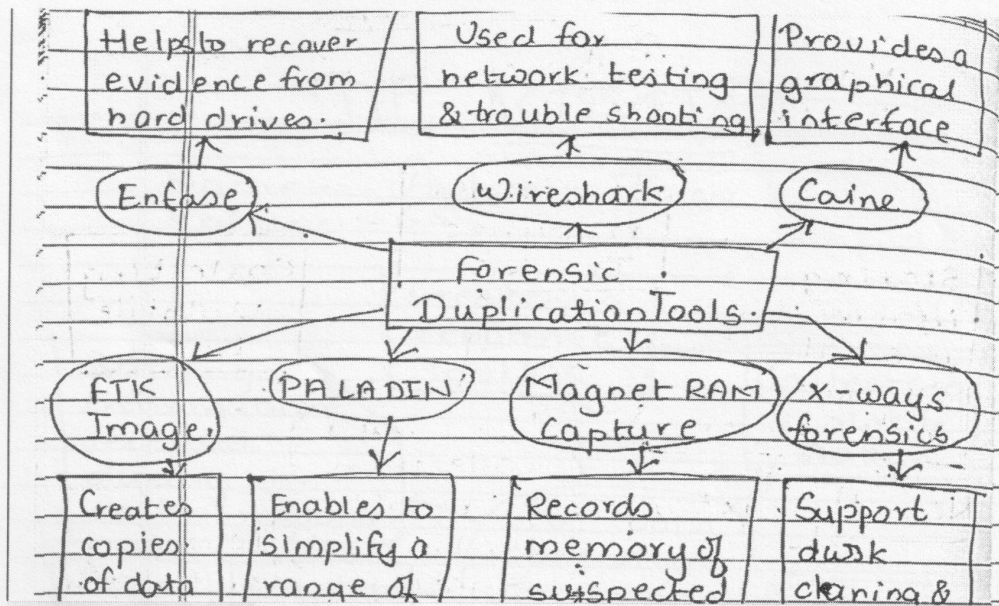 Helps to recover
evidence from
hard drives.
Used for
network testing
& trouble shooting
Provides a
graphical
interface
Enfase
Wireshark
Caine
Forensic
Duplication Tools.
FTK
Image.
PALADIN
Magnet RAM
Capture
X-ways
forensics
Creates
copies
of data
Enables to
simplify a
range of
Records
memory of
suspected
Support
dusk
claning &